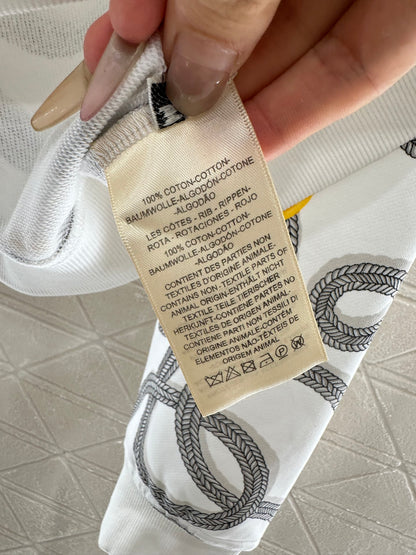 100% COTON-COTTON-
BAUMWOLLE-ALGODÓN-COTONE
-ALGODÃO
LES CÔTES - RIB - RIPPEN-
ROTA - ROTACIONES - ROJO
100% COTON-COTTON-
BAUMWOLLE-ALGODÓN-COTONE
-ALGODÃO
CONTIENT DES PARTIES NON
TEXTILES D'ORIGINE ANIMALE-
CONTAINS NON-TEXTILE PARTS OF
ANIMAL ORIGIN-ENTHÄLT NICHT
TEXTILE TEILE TIERISCHER
HERKUNFT-CONTIENE PARTES NO
TEXTILES DE ORIGEN ANIMAL-
CONTIENE PARTI NON TESSILI DI
ORIGINE ANIMALE-CONTÉM
ELEMENTOS NÃO-TÊXTEIS DE
ORIGEM ANIMAL